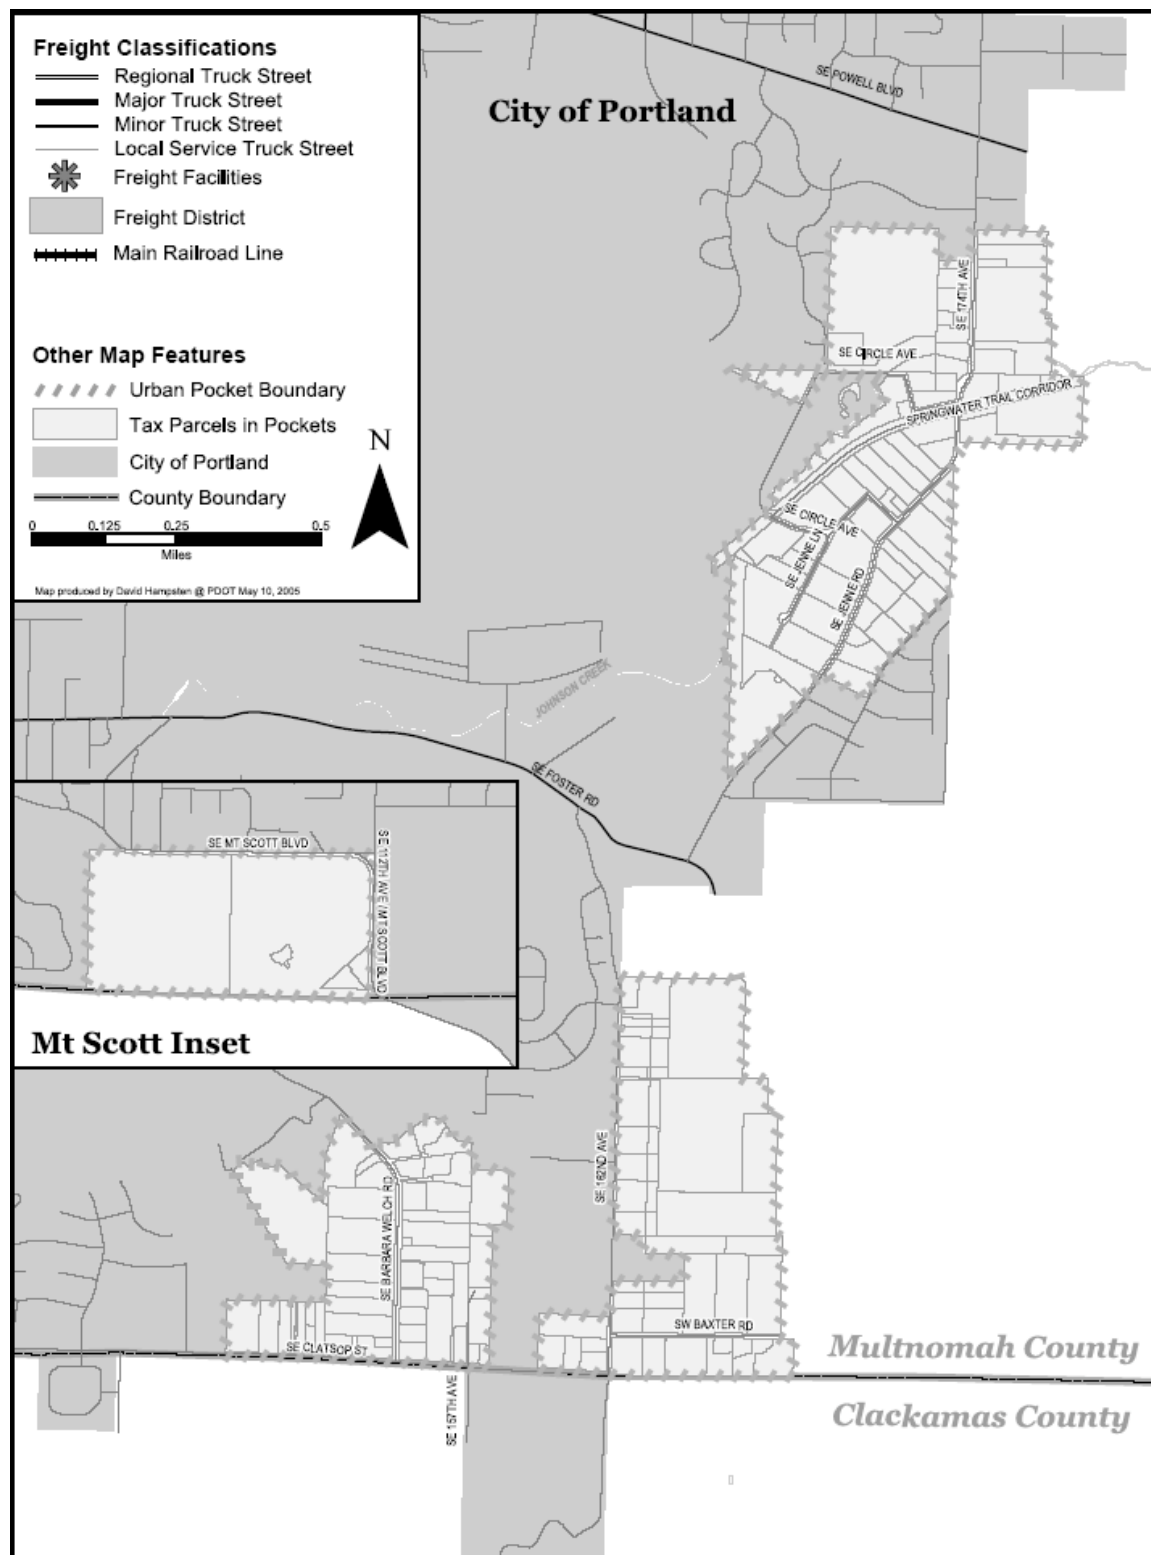 Freight Classifications
Regional Truck Street
Major Truck Street
Minor Truck Street
Local Service Truck Street
Freight Facilities
Freight District
Main Railroad Line
Other Map Features
Urban Pocket Boundary
Tax Parcels in Pockets
City of Portland
County Boundary
N
0 0.125 0.25 0.5
Miles
Map produced by David Hampsten @ PDOT May 10, 2005
City of Portland
SE POWELL BLVD
SE 174TH AVE
SE CIRCLE AVE
SPRINGWATER TRAIL CORRIDOR
SE CIRCLE AVE
SE JENNE LN
SE JENNE RD
JOHNSON CREEK
SE FOSTER RD
SE MT SCOTT BLVD
SE 112TH AVE / MT SCOTT BLVD
Mt Scott Inset
SE 162ND AVE
SE BARBARA WELCH RD
SW BAXTER RD
SE CLATSOP ST
SE 157TH AVE
Multnomah County
Clackamas County